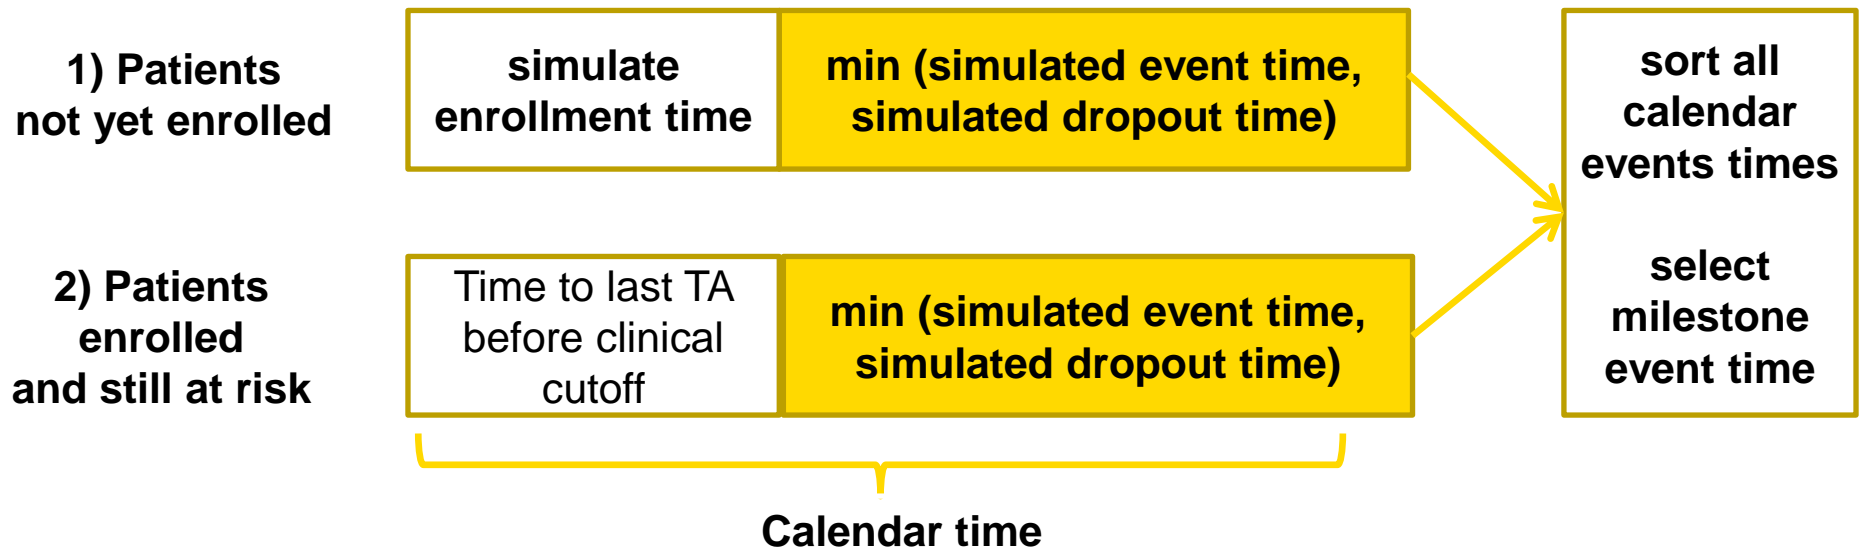 1) Patients
not yet enrolled
simulate
enrollment time
min (simulated event time,
simulated dropout time)
2) Patients
enrolled
and still at risk
Time to last TA
before clinical
cutoff
min (simulated event time,
simulated dropout time)
Calendar time
sort all
calendar
events times
select
milestone
event time